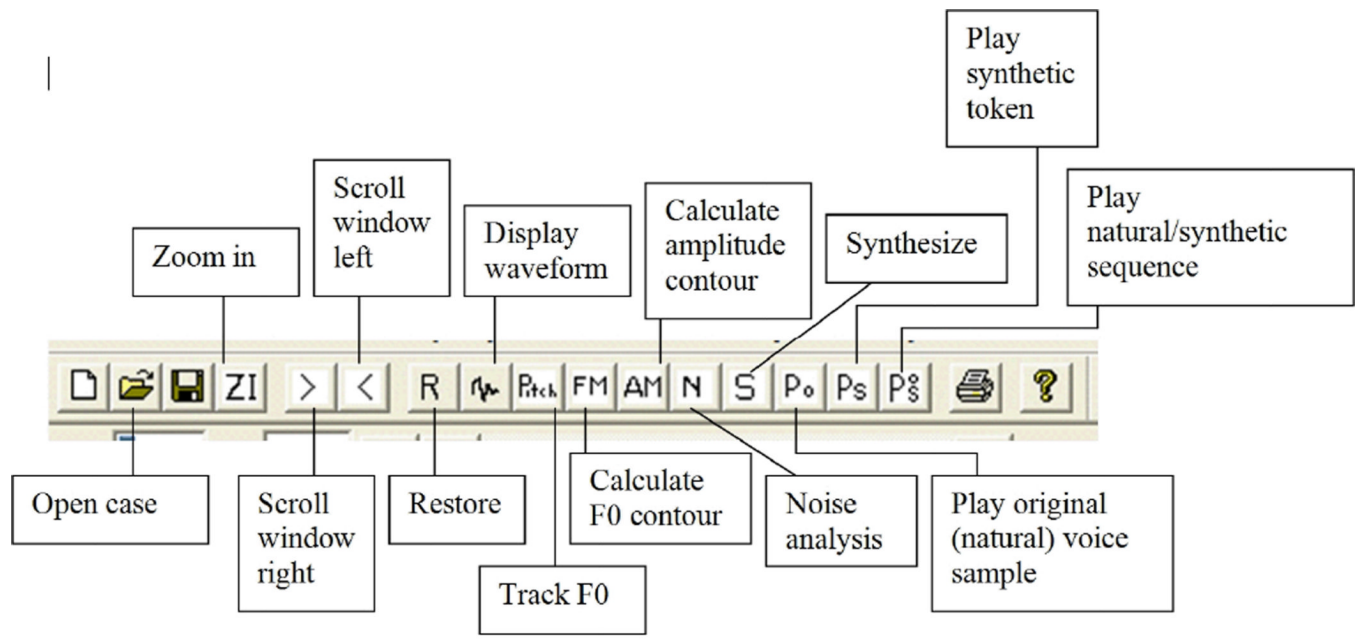 Play
synthetic
token
Scroll
window
left
Calculate
amplitude
contour
Play
natural/synthetic
sequence
Zoom in
Display
waveform
Synthesize
ZI > < R Pitch FM AM N S Po Ps Pos ?
Open case
Scroll
window
right
Restore
Calculate
F0 contour
Noise
analysis
Play original
(natural) voice
sample
Track F0